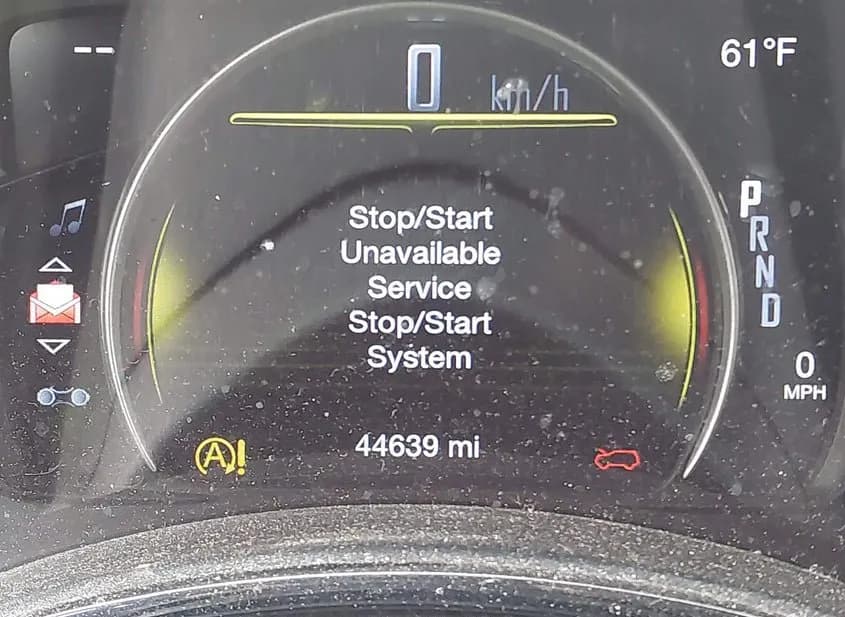 --
0 km/h
61°F
Stop/Start
Unavailable
Service
Stop/Start
System
P
R
N
D
0
MPH
A!
44639 mi